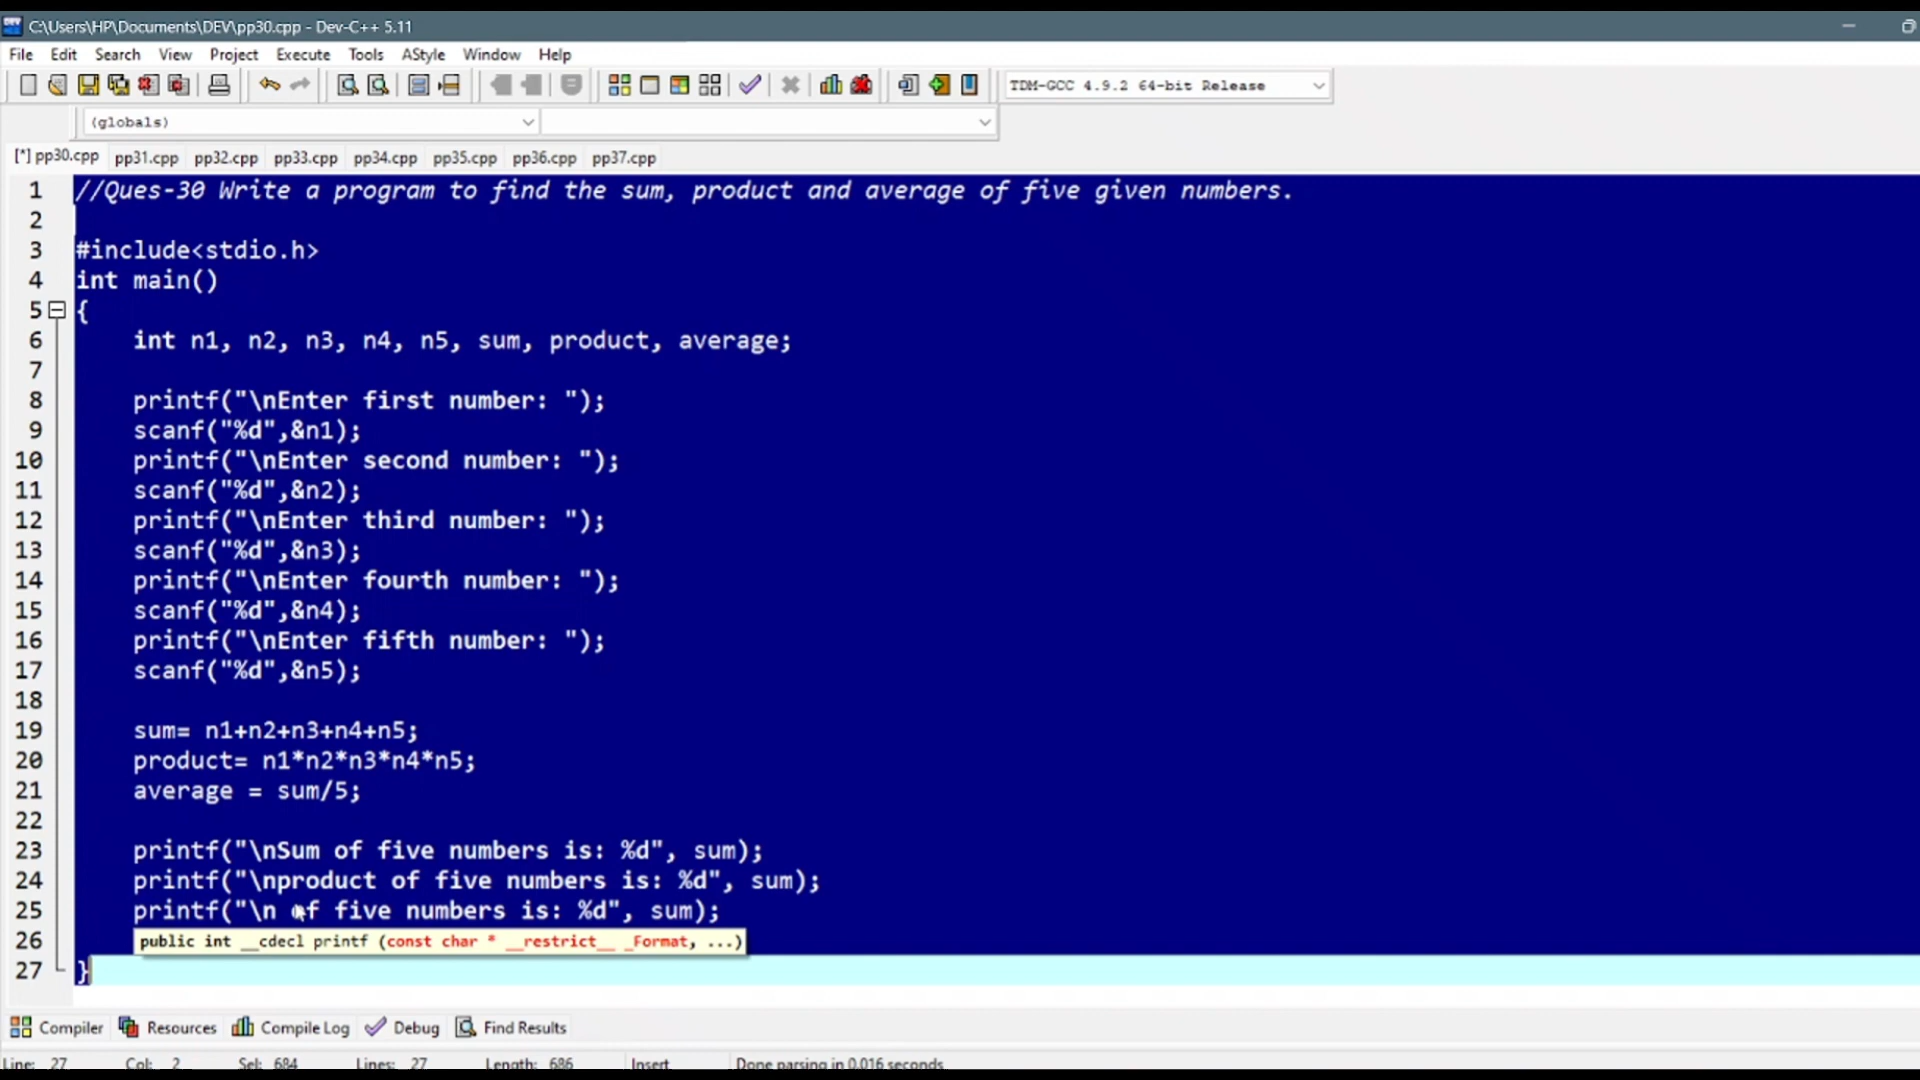 C:\Users\HP\Documents\DEV\pp30.cpp - Dev-C++ 5.11
File Edit Search View Project Execute Tools AStyle Window Help
TDM-GCC 4.9.2 64-bit Release
(globals)
[*] pp30.cpp pp31.cpp pp32.cpp pp33.cpp pp34.cpp pp35.cpp pp36.cpp pp37.cpp
1 //Ques-30 Write a program to find the sum, product and average of five given numbers.
2
3 #include<stdio.h>
4 int main()
5 {
6 int n1, n2, n3, n4, n5, sum, product, average;
7
8 printf("\nEnter first number: ");
9 scanf("%d",&n1);
10 printf("\nEnter second number: ");
11 scanf("%d",&n2);
12 printf("\nEnter third number: ");
13 scanf("%d",&n3);
14 printf("\nEnter fourth number: ");
15 scanf("%d",&n4);
16 printf("\nEnter fifth number: ");
17 scanf("%d",&n5);
18
19 sum= n1+n2+n3+n4+n5;
20 product= n1*n2*n3*n4*n5;
21 average = sum/5;
22
23 printf("\nSum of five numbers is: %d", sum);
24 printf("\nproduct of five numbers is: %d", sum);
25 printf("\n of five numbers is: %d", sum);
26 public int __cdecl printf (const char * __restrict__ _Format, ...)
27 }
Compiler Resources Compile Log Debug Find Results
Line: 27 Col: 2 Sel: 684 Lines: 27 Length: 686 Insert Done parsing in 0.016 seconds